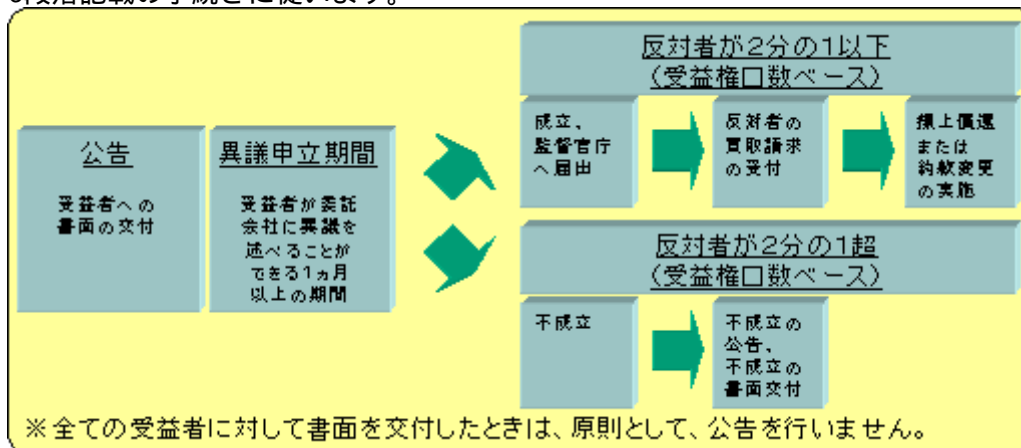 公告
受益者への
書面の交付
異議申立期間
受益者が委託
会社に異議を
述べることが
できる1ヵ月
以上の期間
反対者が2分の1以下
(受益権口数ベース)
成立、
監督官庁
へ届出
反対者の
買取請求
の受付
繰上償還
または
約款変更
の実施
反対者が2分の1超
(受益権口数ベース)
不成立
不成立の
公告、
不成立の
書面交付
※全ての受益者に対して書面を交付したときは、原則として、公告を行いません。